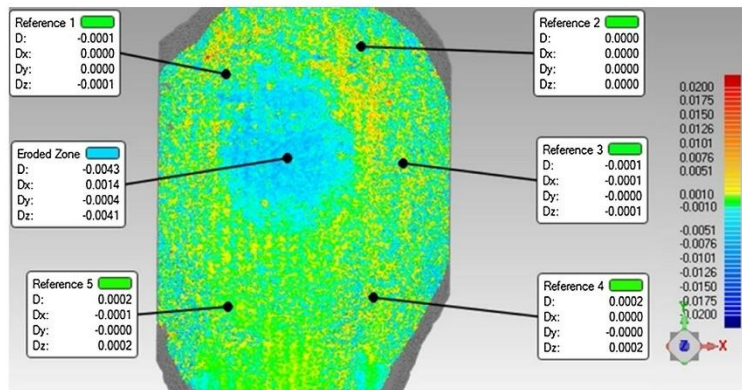 Reference 1
D: -0.0001
Dx: 0.0000
Dy: 0.0000
Dz: -0.0001
Reference 2
D: 0.0000
Dx: 0.0000
Dy: 0.0000
Dz: 0.0000
Eroded Zone
D: -0.0043
Dx: 0.0014
Dy: -0.0004
Dz: -0.0041
Reference 3
D: -0.0001
Dx: -0.0001
Dy: -0.0000
Dz: -0.0001
Reference 5
D: 0.0002
Dx: -0.0001
Dy: -0.0000
Dz: 0.0002
Reference 4
D: 0.0002
Dx: 0.0000
Dy: -0.0000
Dz: 0.0002
0.0200
0.0175
0.0150
0.0126
0.0101
0.0076
0.0051
0.0010
-0.0010
-0.0051
-0.0076
-0.0101
-0.0126
-0.0150
-0.0175
-0.0200
Y
Z
X